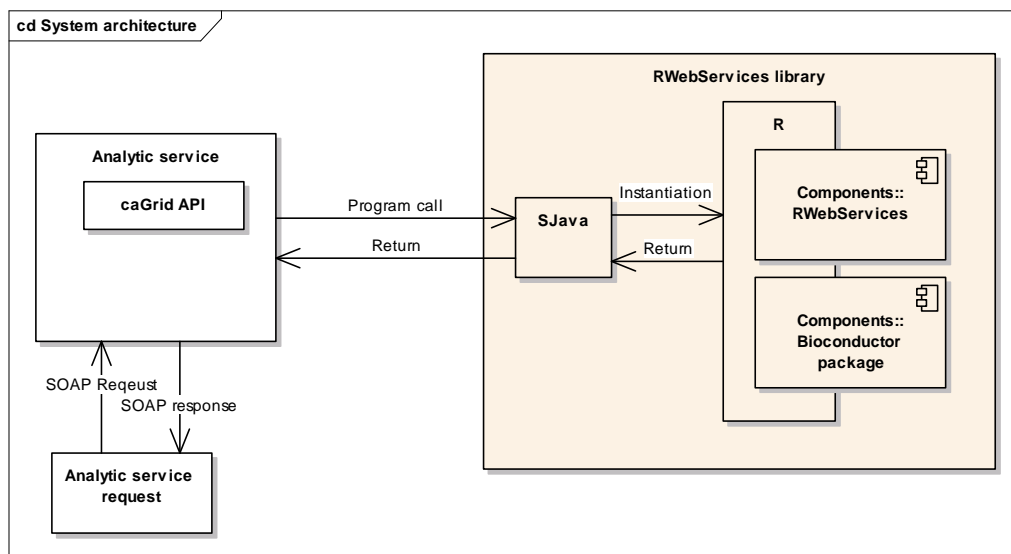 cd System architecture
RWebServices library
R
Analytic service
caGrid API
Components::
RWebServices
Program call
Instantiation
SJava
Return
Return
Components::
Bioconductor
package
SOAP Reqeust
SOAP response
Analytic service
request